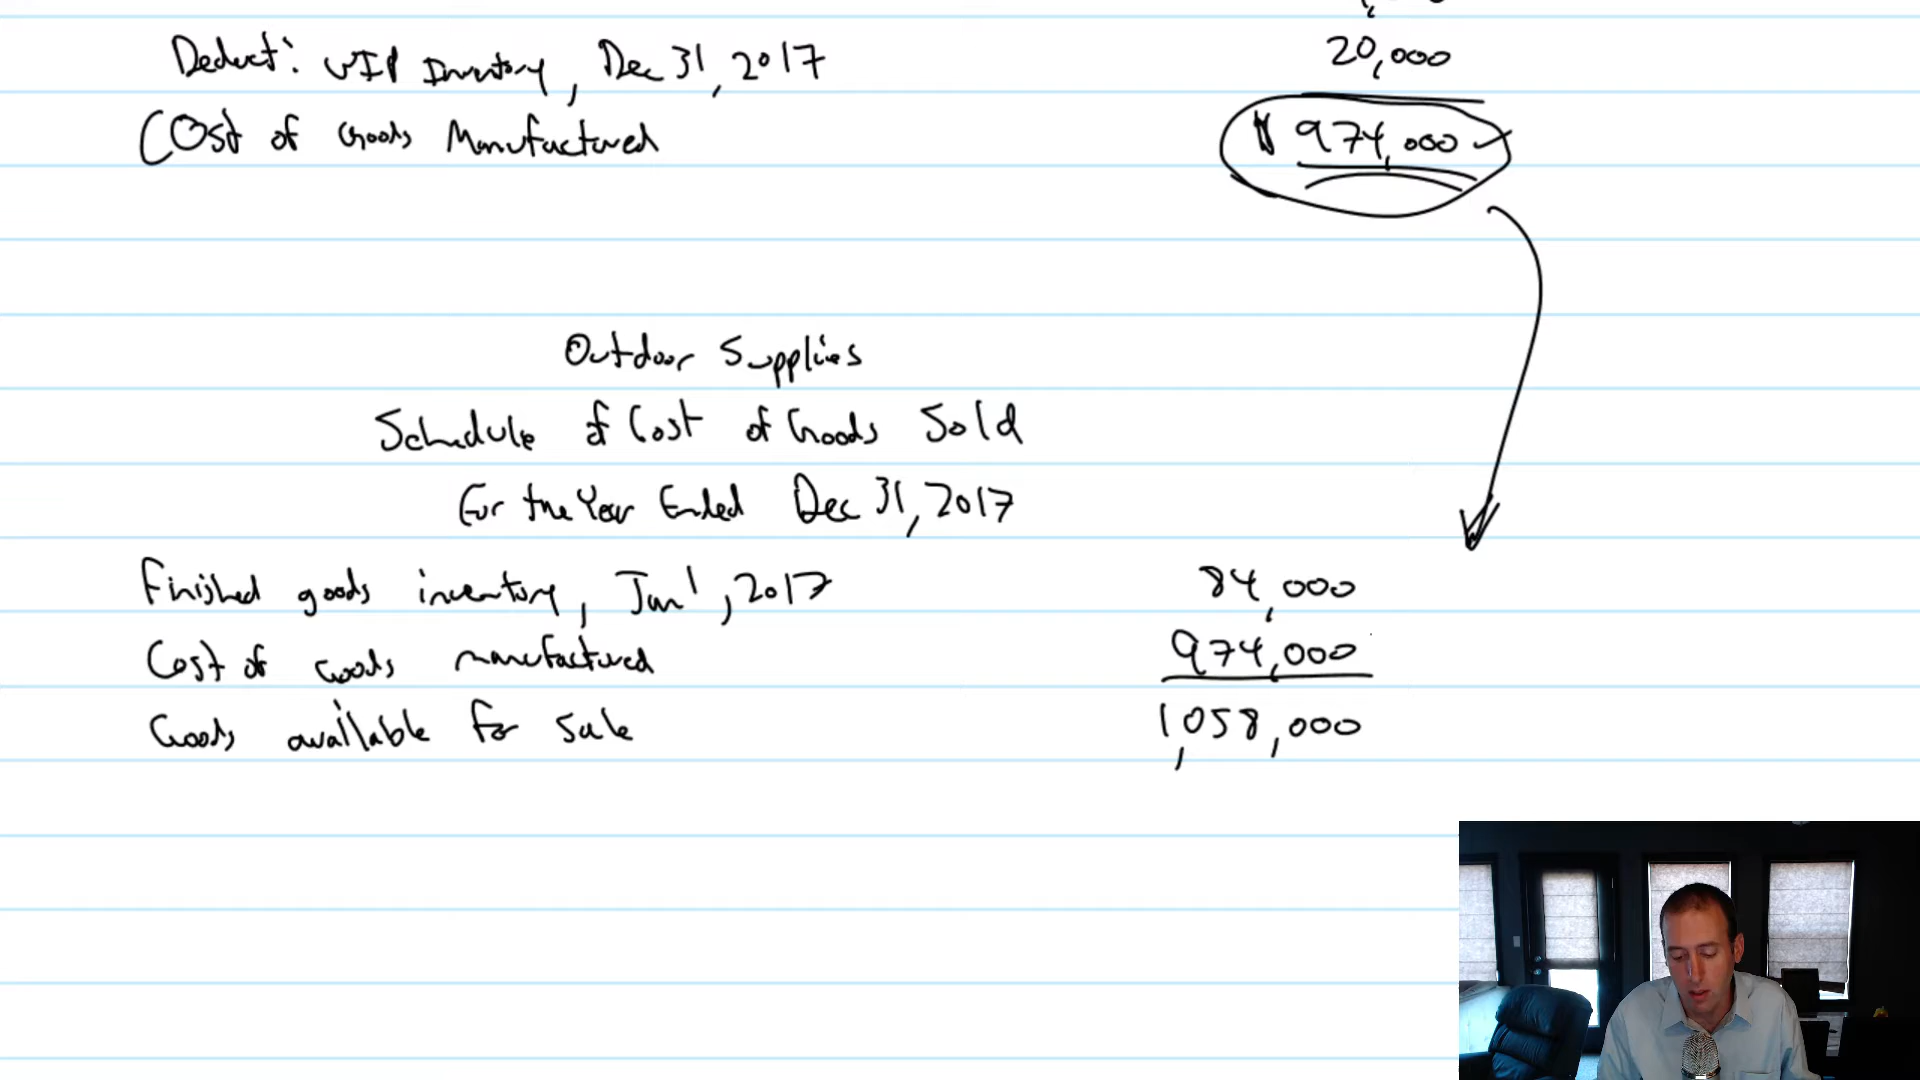 Deduct: WIP Inventory, Dec 31, 2017 20,000
Cost of Goods Manufactured $ 974,000
Outdoor Supplies
Schedule of Cost of Goods Sold
For the Year Ended Dec 31, 2017
Finished goods inventory, Jan 1, 2017 84,000
Cost of Goods manufactured 974,000
Goods available for sale 1,058,000